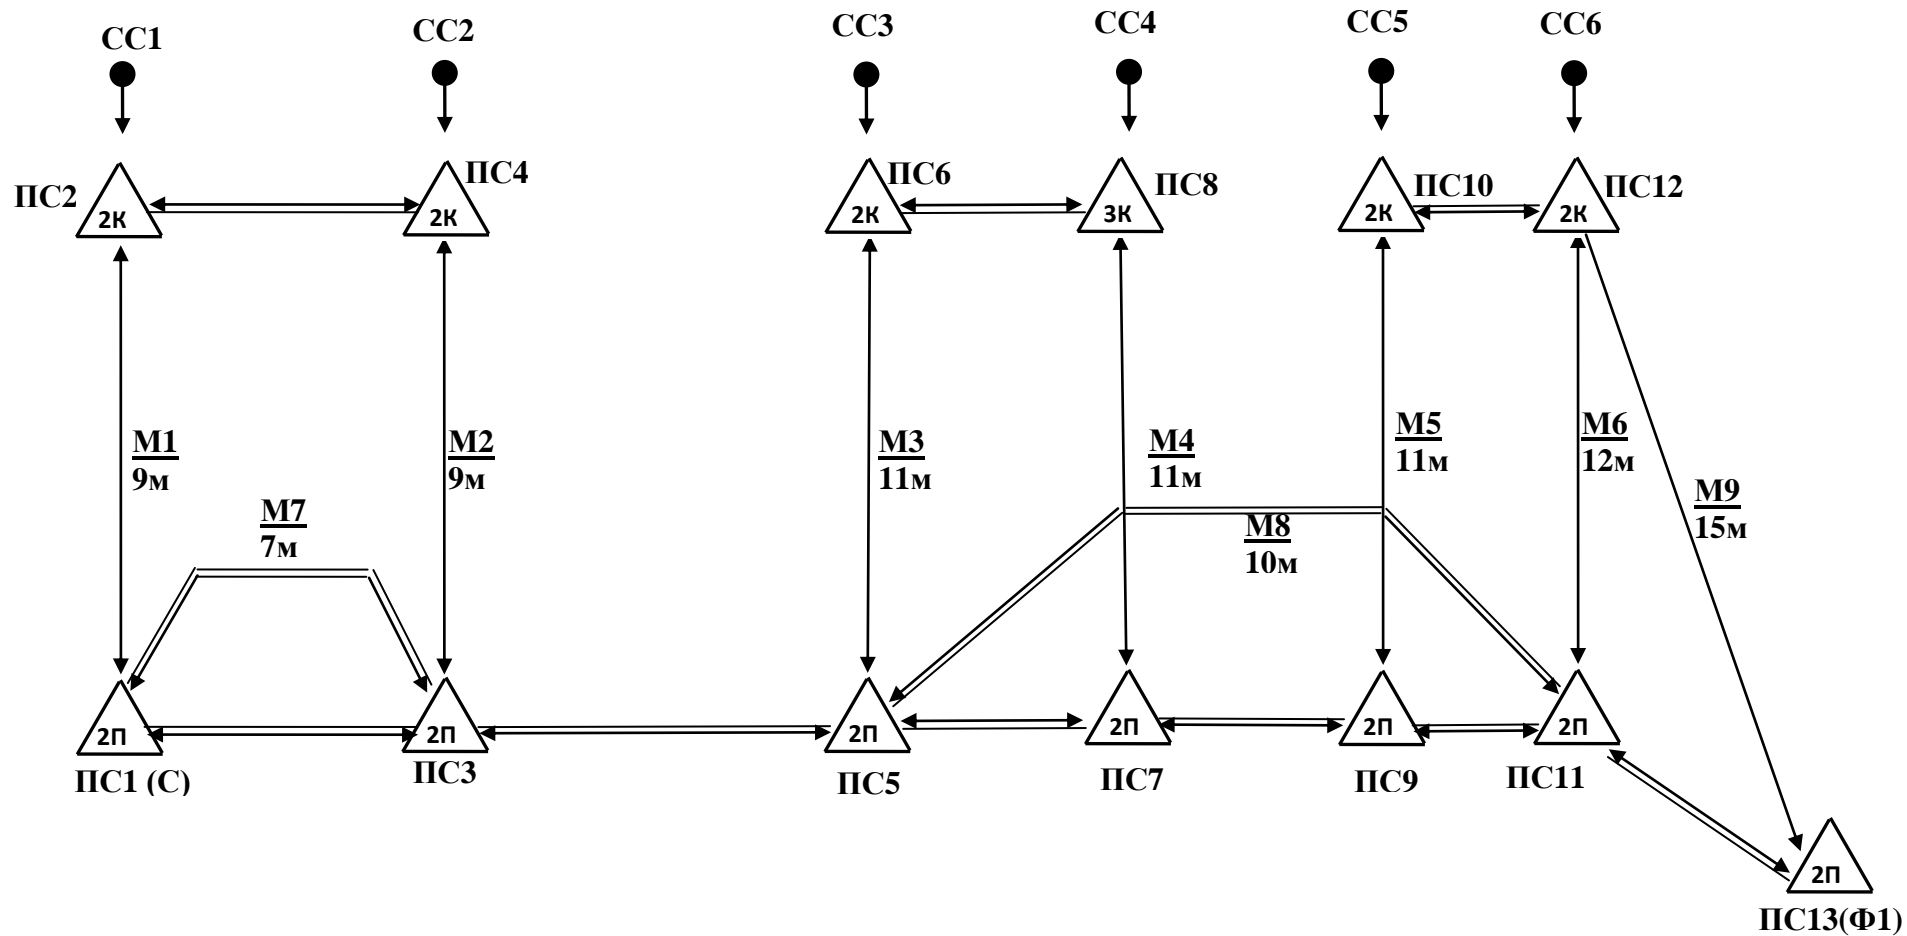 СС1
СС2
СС3
СС4
СС5
СС6
ПС2
2К
2К
ПС4
2К
ПС6
3К
ПС8
2К
ПС10
2К
ПС12
М1
9м
М2
9м
М3
11м
М4
11м
М5
11м
М6
12м
М9
15м
М7
7м
М8
10м
2П
2П
2П
2П
2П
2П
ПС1 (С)
ПС3
ПС5
ПС7
ПС9
ПС11
2П
ПС13(Ф1)